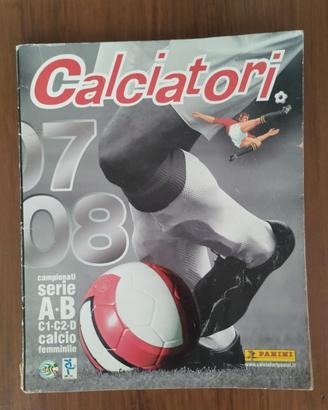 Calciatori
07
08
campionati
serie
A·B
C1·C2·D
calcio
femminile
PANINI
www.calciatoripanini.it